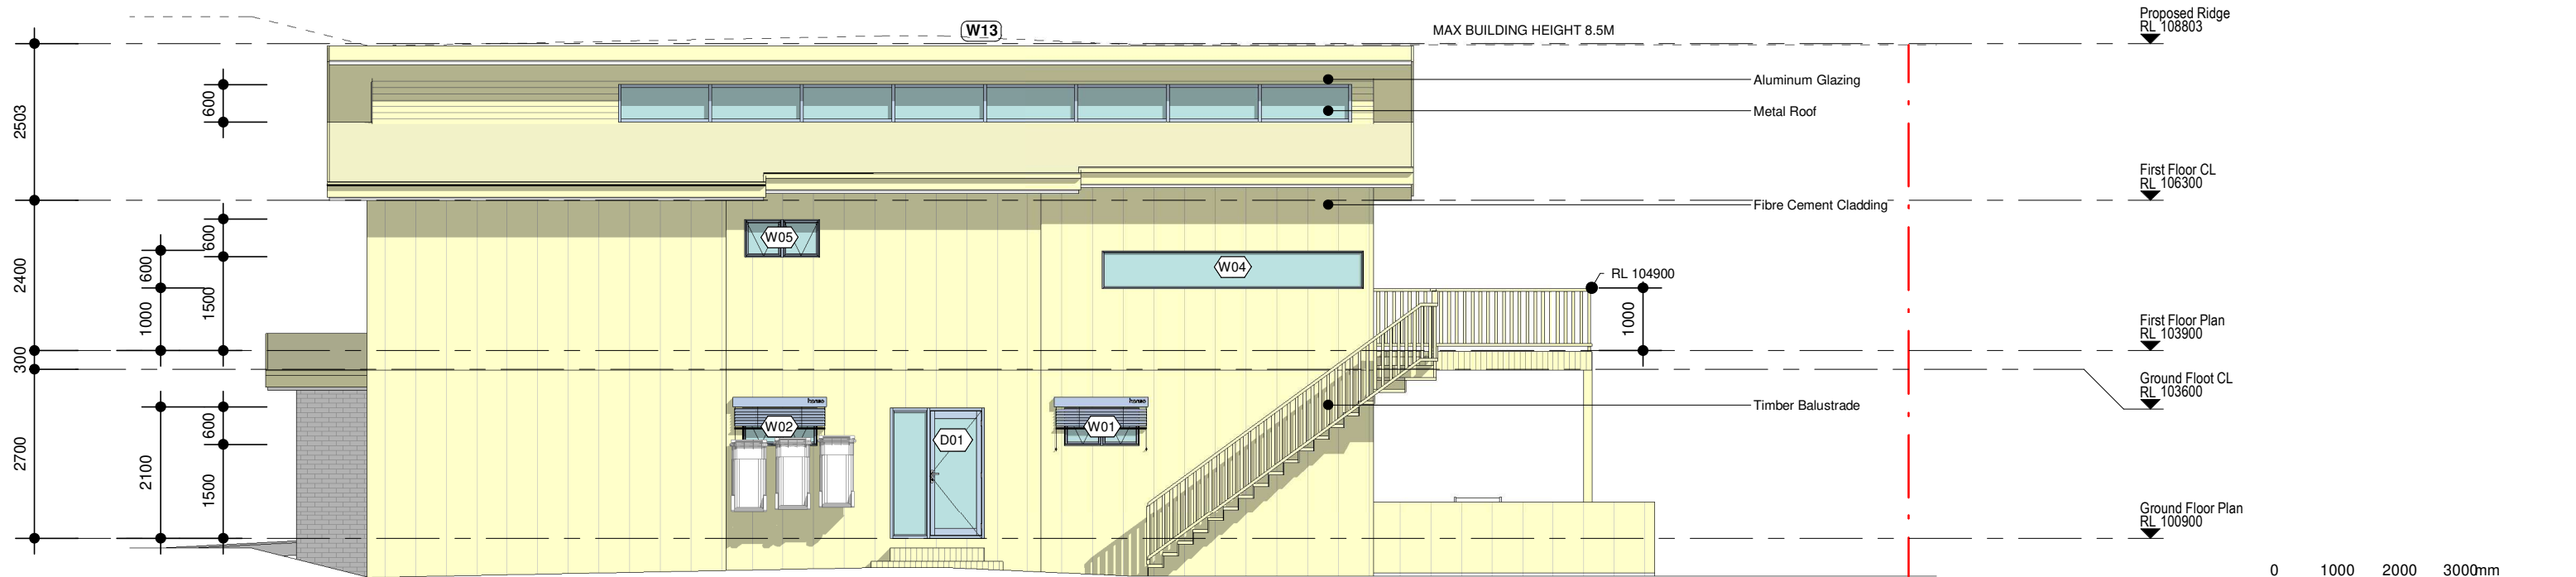 Proposed Ridge
RL 108803
W13
MAX BUILDING HEIGHT 8.5M
Aluminum Glazing
Metal Roof
600
2503
First Floor CL
RL 106300
Fibre Cement Cladding
W05
W04
600
600
2400
1000
1500
RL 104900
1000
First Floor Plan
RL 103900
300
Ground Floot CL
RL 103600
Timber Balustrade
W02
D01
W01
600
2700
2100
1500
Ground Floor Plan
RL 100900
0 1000 2000 3000mm